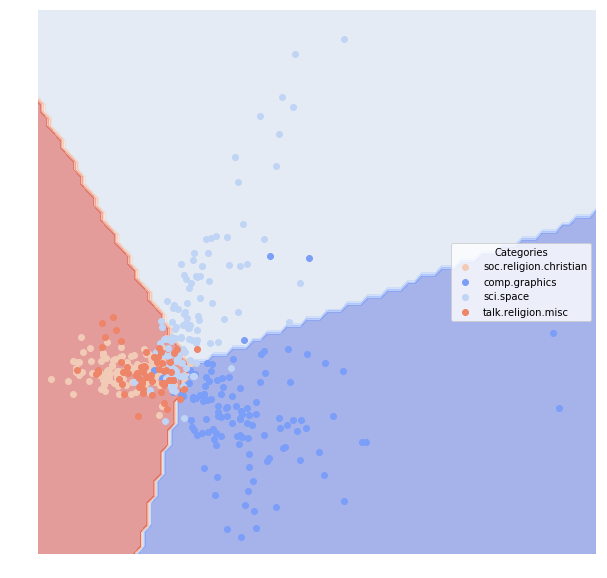 Categories
soc.religion.christian
comp.graphics
sci.space
talk.religion.misc